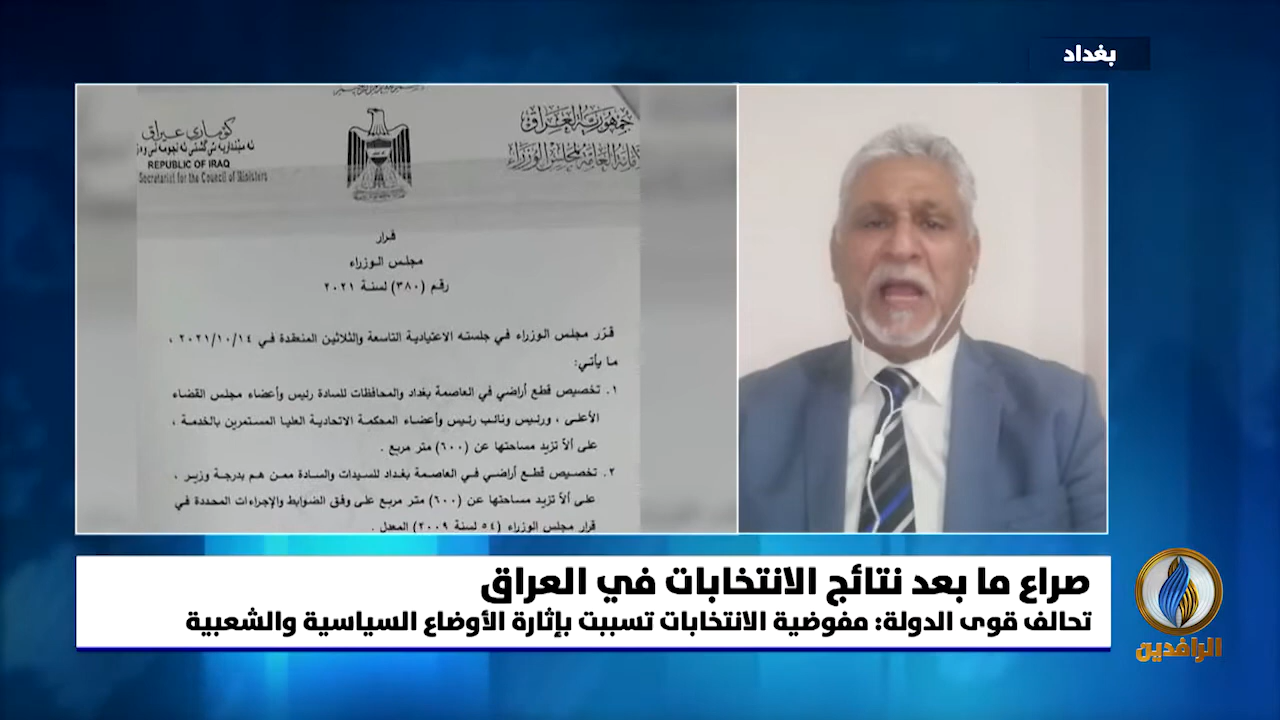 بغداد
كۆماری عیراق
جمهورية العراق
REPUBLIC OF IRAQ
Secretariat for the Council of Ministers
قرار
مجلس الوزراء
رقم (٣٨٠) لسنة ٢٠٢١
قرر مجلس الوزراء في جلسته الاعتيادية التاسعة والثلاثين المنعقدة في ٢٠٢١/١٠/١٤ ،
ما يأتي:
١. تخصيص قطع أراضي في العاصمة بغداد والمحافظات للسادة رئيس وأعضاء مجلس القضاء
الأعلى ، ورئيس ونائب رئيس وأعضاء المحكمة الاتحادية العليا المستمرين بالخدمة ،
على ألاّ تزيد مساحتها عن (٦٠٠) متر مربع .
٢. تخصيص قطع أراضي في العاصمة بغداد للسيدات والسادة ممن هم بدرجة وزير ،
على ألاّ تزيد مساحتها عن (٦٠٠) متر مربع على وفق الضوابط والإجراءات المحددة في
قرار مجلس الوزراء (٥٤ لسنة ٢٠٠٩) المعدل .
صراع ما بعد نتائج الانتخابات في العراق
تحالف قوى الدولة: مفوضية الانتخابات تسببت بإثارة الأوضاع السياسية والشعبية
الرافدين